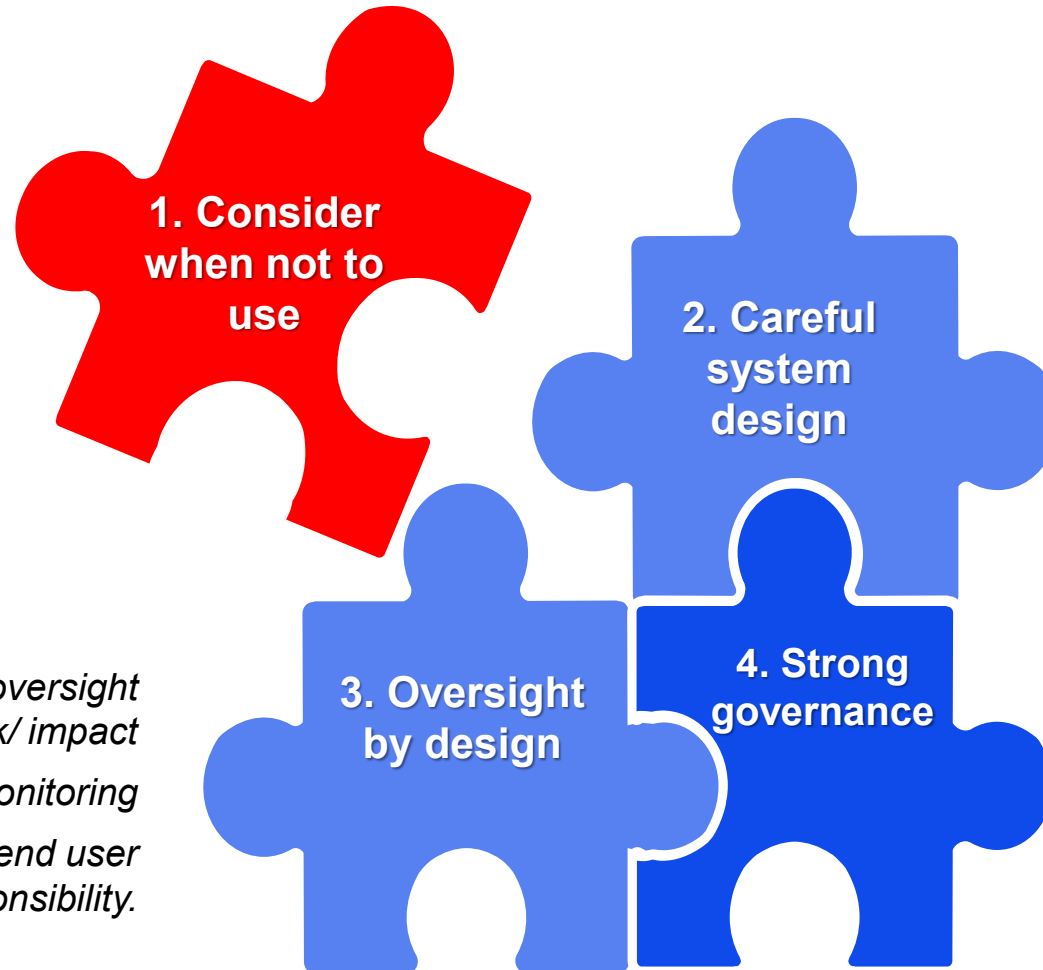 1. Consider
when not to
use
2. Careful
system
design
3. Oversight
by design
4. Strong
governance
oversight
/ impact
end user